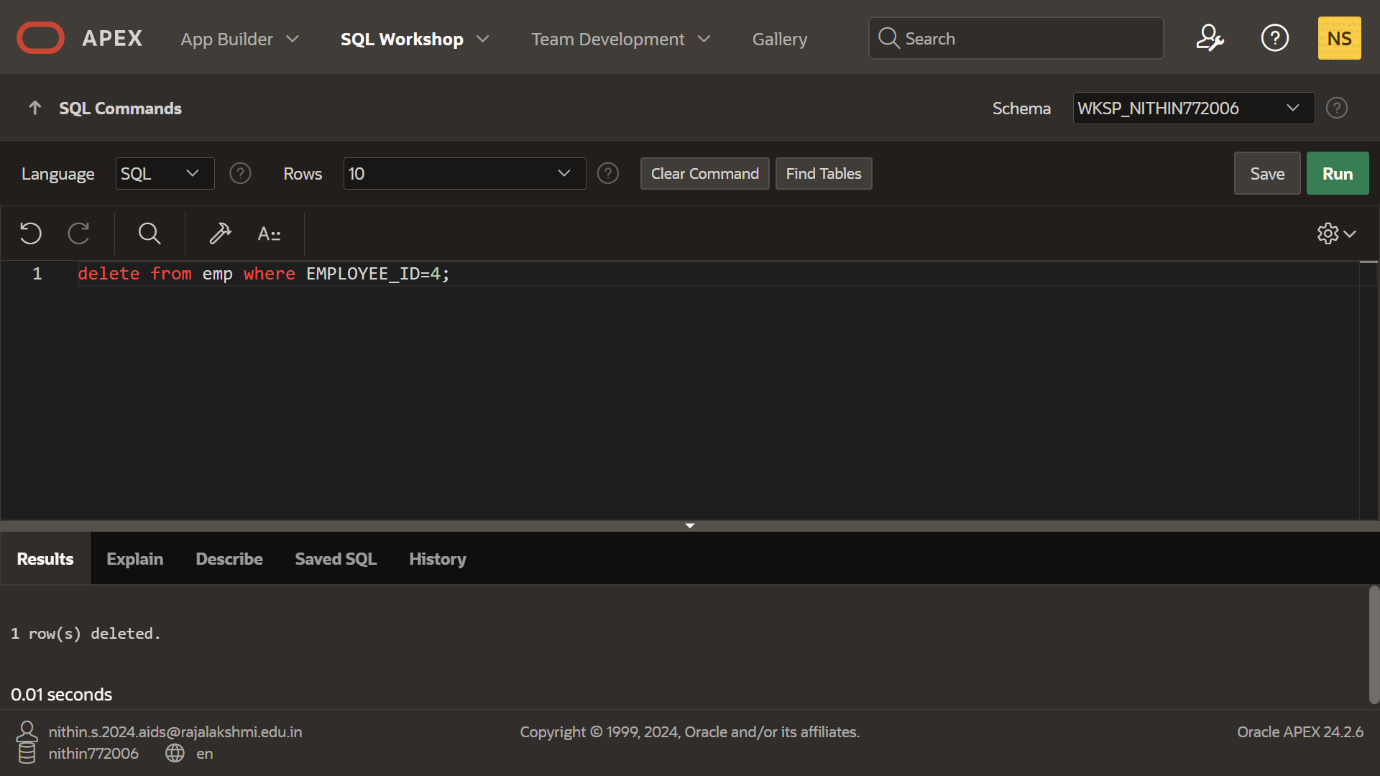 APEX App Builder SQL Workshop Team Development Gallery Search ? NS
SQL Commands Schema WKSP_NITHIN772006 ?
Language SQL ? Rows 10 ? Clear Command Find Tables Save Run
A::
1 delete from emp where EMPLOYEE_ID=4;
Results Explain Describe Saved SQL History
1 row(s) deleted.
0.01 seconds
nithin.s.2024.aids@rajalakshmi.edu.in Copyright © 1999, 2024, Oracle and/or its affiliates. Oracle APEX 24.2.6
nithin772006 en